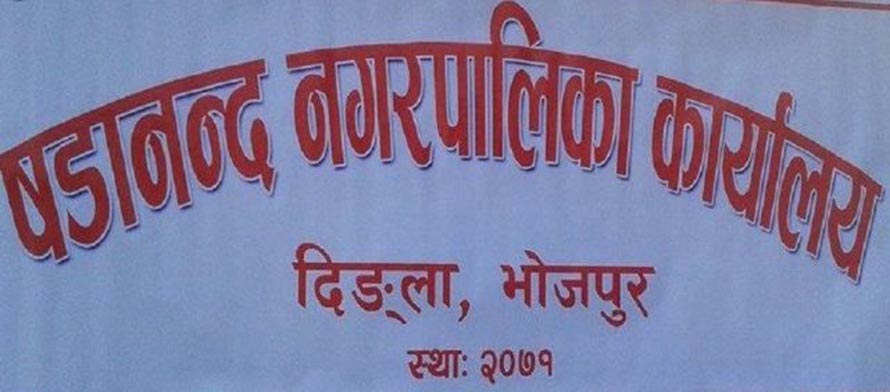 षडानन्द नगरपालिका कार्यालय
दिङ्ला, भोजपुर
स्थाः २०७१